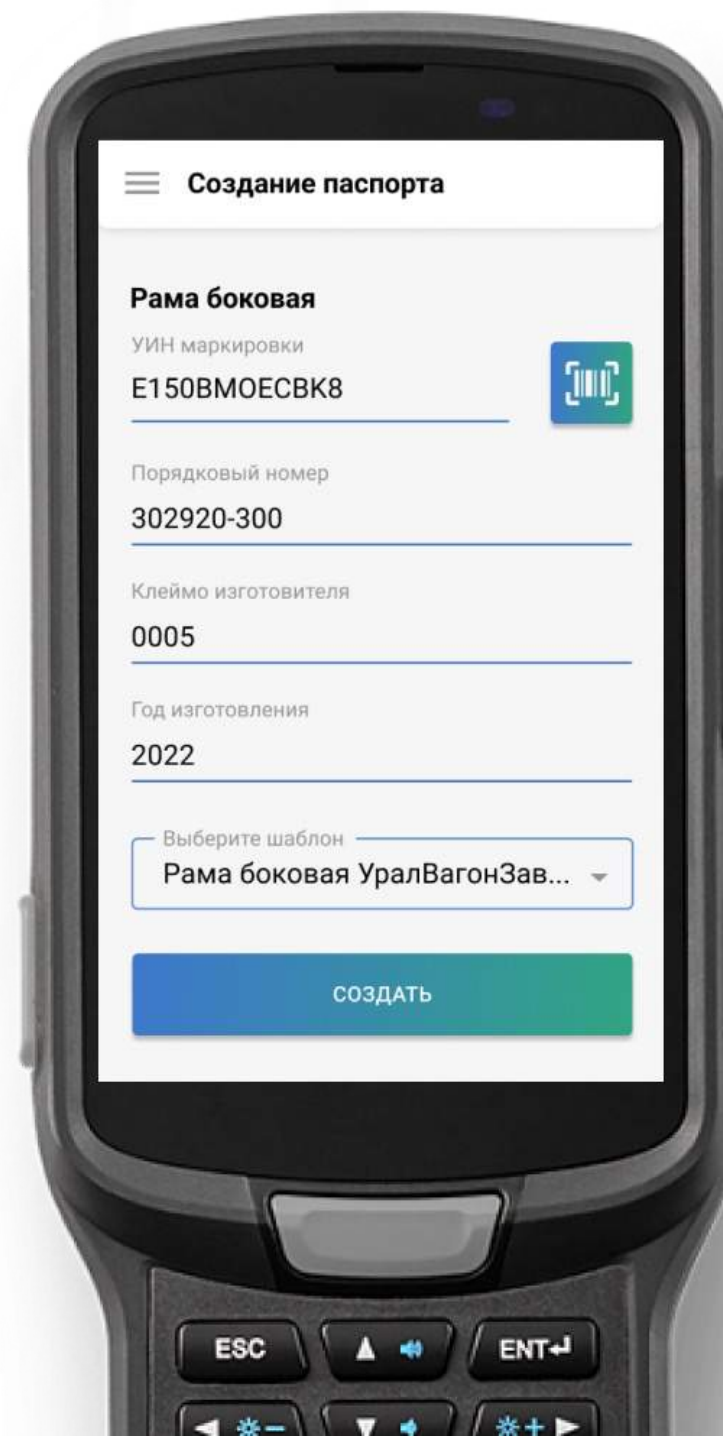 Создание паспорта
Рама боковая
УИН маркировки
E150BMOECBK8
Порядковый номер
302920-300
Клеймо изготовителя
0005
Год изготовления
2022
Выберите шаблон
Рама боковая УралВагонЗав...
СОЗДАТЬ
ESC ENT